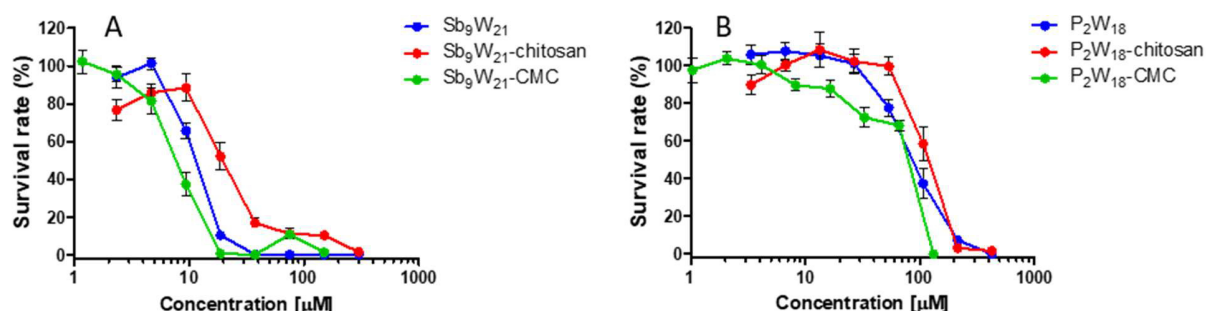 A
Sb₉W₂₁
Sb₉W₂₁-chitosan
Sb₉W₂₁-CMC
Survival rate (%)
120
100
80
60
40
20
0
1
10
100
1000
Concentration [µM]
B
P₂W₁₈
P₂W₁₈-chitosan
P₂W₁₈-CMC
Survival rate (%)
120
100
80
60
40
20
0
1
10
100
1000
Concentration [µM]